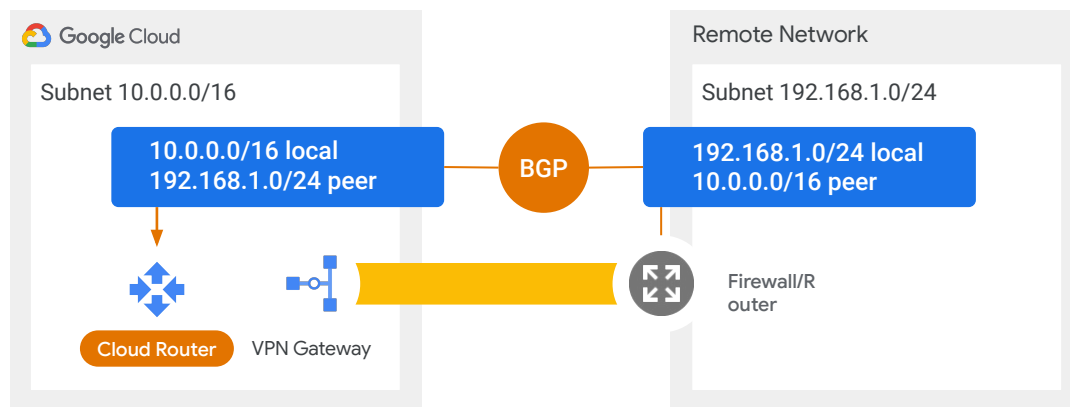 Google Cloud
Subnet 10.0.0.0/16
10.0.0.0/16 local
192.168.1.0/24 peer
Cloud Router
VPN Gateway
BGP
Remote Network
Subnet 192.168.1.0/24
192.168.1.0/24 local
10.0.0.0/16 peer
Firewall/R
outer